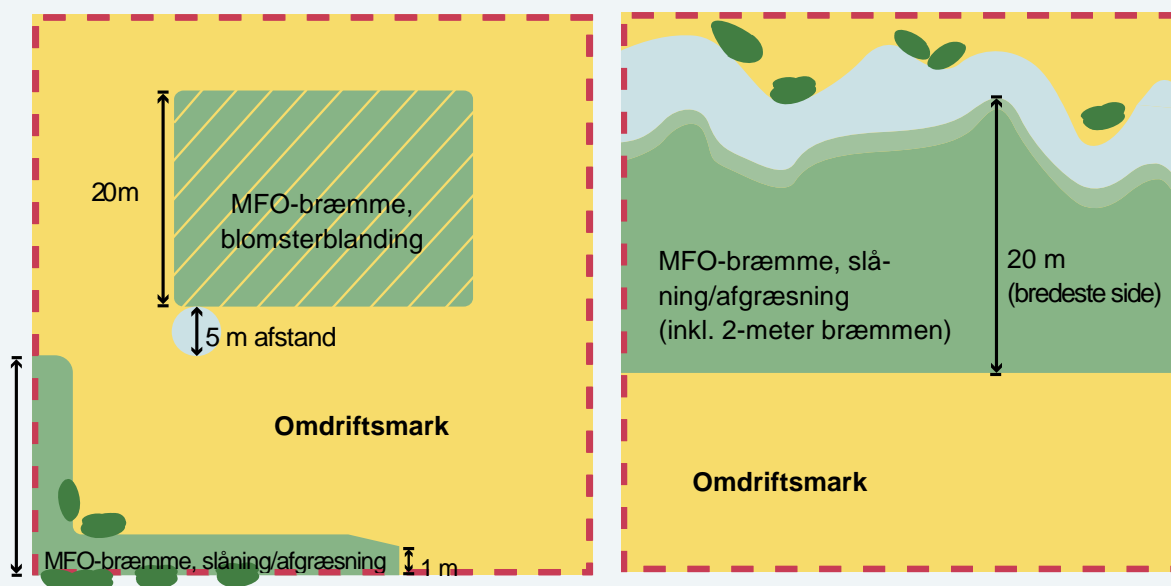 20m
MFO-bræmme,
blomsterblanding
5 m afstand
Omdriftsmark
MFO-bræmme, slåning/afgræsning
1 m
MFO-bræmme, slå-
ning/afgræsning
(inkl. 2-meter bræmmen)
20 m
(bredeste side)
Omdriftsmark